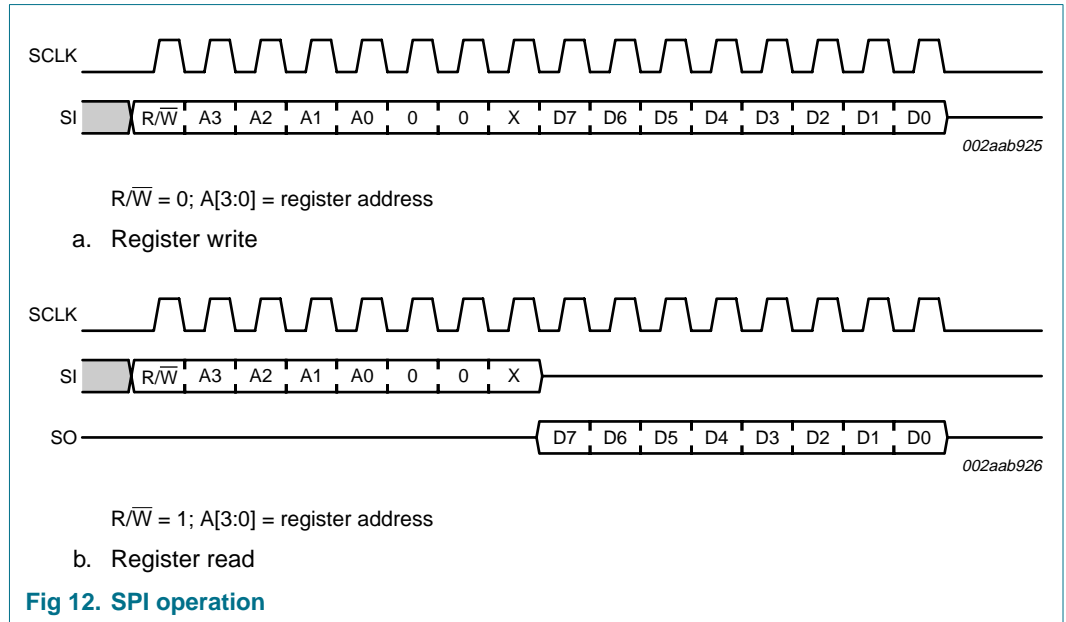 SCLK
SI R/W̅ A3 A2 A1 A0 0 0 X D7 D6 D5 D4 D3 D2 D1 D0
002aab925
R/W̅ = 0; A[3:0] = register address
a. Register write
SCLK
SI R/W̅ A3 A2 A1 A0 0 0 X
SO D7 D6 D5 D4 D3 D2 D1 D0
002aab926
R/W̅ = 1; A[3:0] = register address
b. Register read
Fig 12. SPI operation